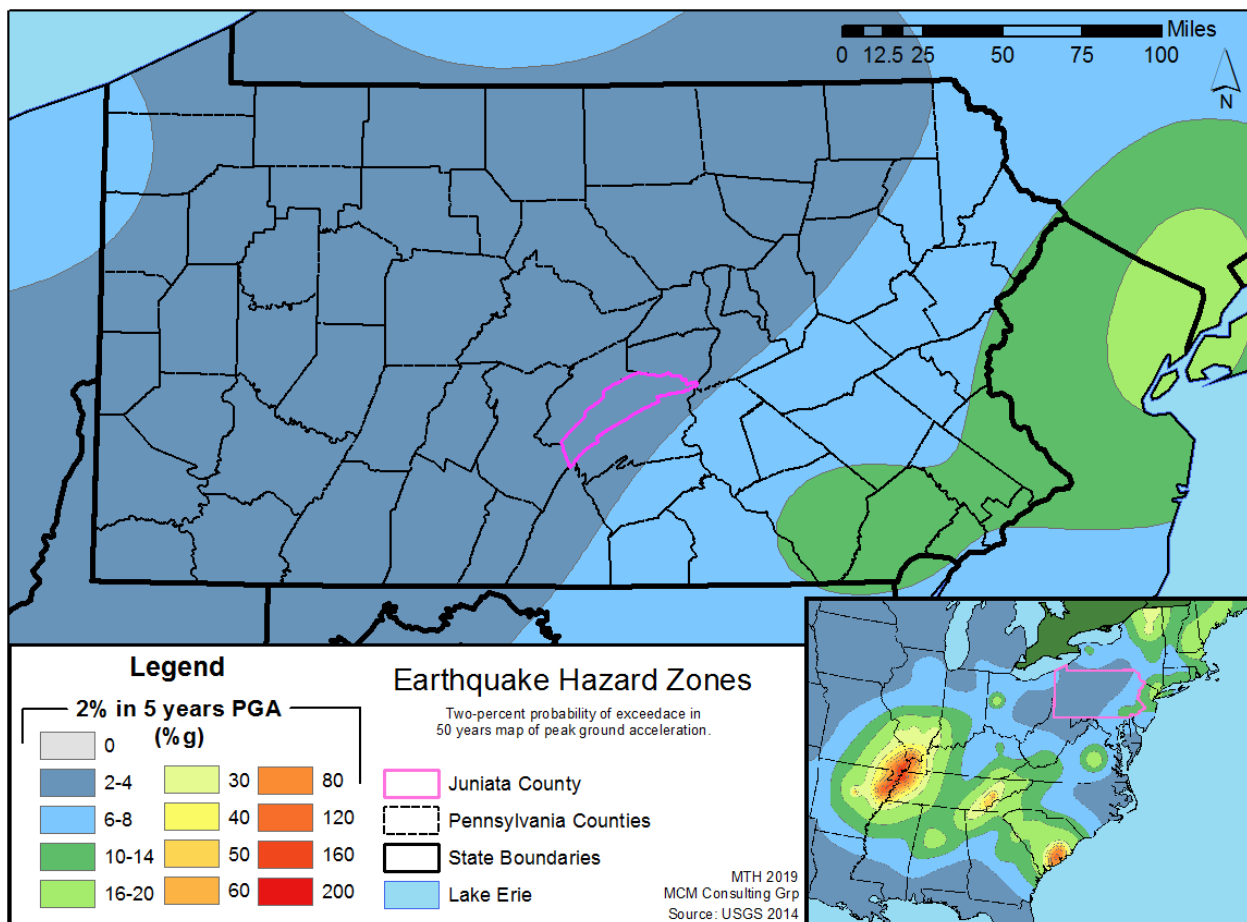 Miles
0 12.5 25 50 75 100
N
Legend
2% in 5 years PGA
(%g)
0
2-4
6-8
10-14
16-20
30
40
50
60
80
120
160
200
Earthquake Hazard Zones
Two-percent probability of exceedace in
50 years map of peak ground acceleration.
Juniata County
Pennsylvania Counties
State Boundaries
Lake Erie
MTH 2019
MCM Consulting Grp
Source: USGS 2014